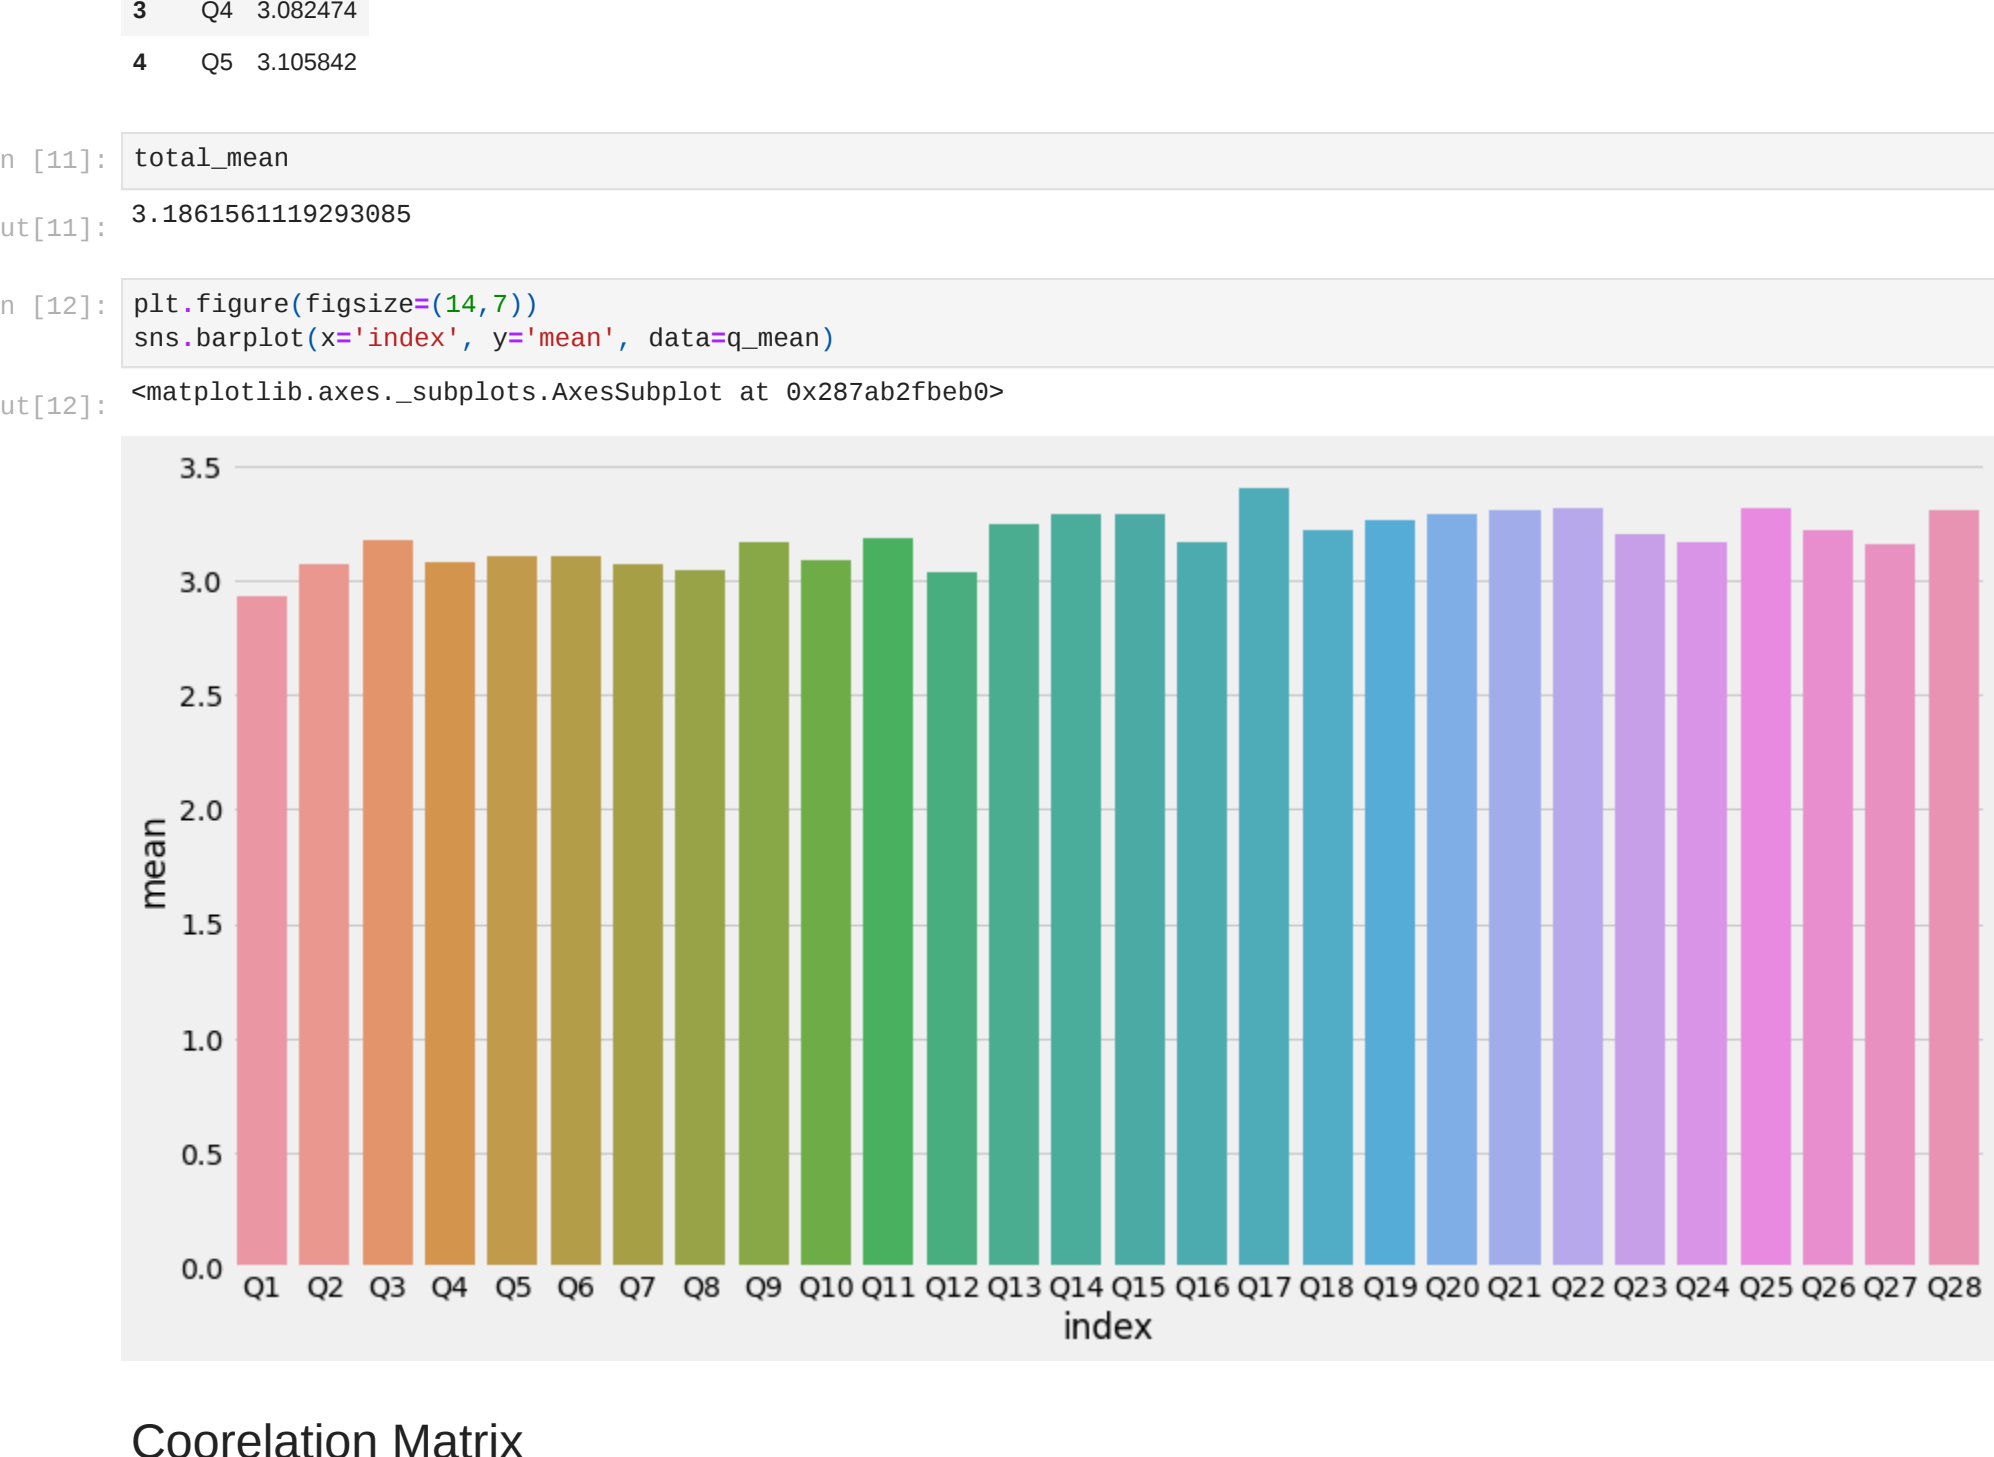 3 Q4 3.082474
4 Q5 3.105842
n [11]: total_mean
ut[11]: 3.1861561119293085
n [12]: plt.figure(figsize=(14,7))
sns.barplot(x='index', y='mean', data=q_mean)
ut[12]: <matplotlib.axes._subplots.AxesSubplot at 0x287ab2fbeb0>
3.5
3.0
2.5
2.0
1.5
1.0
0.5
0.0
mean
Q1 Q2 Q3 Q4 Q5 Q6 Q7 Q8 Q9 Q10 Q11 Q12 Q13 Q14 Q15 Q16 Q17 Q18 Q19 Q20 Q21 Q22 Q23 Q24 Q25 Q26 Q27 Q28
index
Coorelation Matrix